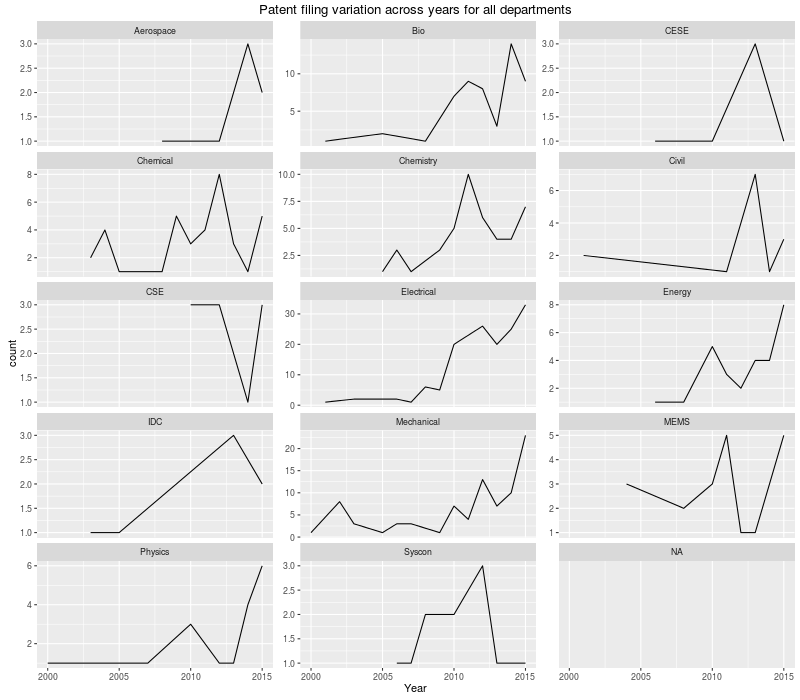 Patent filing variation across years for all departments
Aerospace Bio CESE
3.0 2.5 2.0 1.5 1.0
10 5
3.0 2.5 2.0 1.5 1.0
Chemical Chemistry Civil
8 6 4 2
10.0 7.5 5.0 2.5
6 4 2
CSE Electrical Energy
3.0 2.5 2.0 1.5 1.0
30 20 10 0
8 6 4 2
count
IDC Mechanical MEMS
3.0 2.5 2.0 1.5 1.0
20 15 10 5 0
5 4 3 2 1
Physics Syscon NA
6 4 2
3.0 2.5 2.0 1.5 1.0
2000 2005 2010 2015 2000 2005 2010 2015 2000 2005 2010 2015
Year